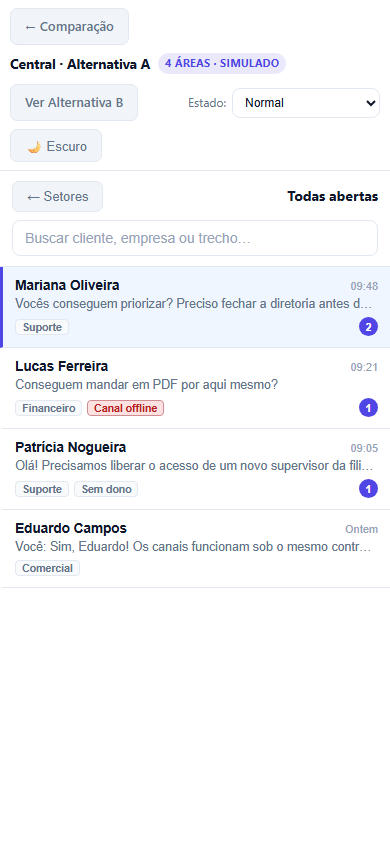 ← Comparação
Central · Alternativa A 4 ÁREAS · SIMULADO
Ver Alternativa B Estado: Normal
🌙 Escuro
← Setores Todas abertas
Buscar cliente, empresa ou trecho…
Mariana Oliveira 09:48
Vocês conseguem priorizar? Preciso fechar a diretoria antes d…
Suporte 2
Lucas Ferreira 09:21
Conseguem mandar em PDF por aqui mesmo?
Financeiro Canal offline 1
Patrícia Nogueira 09:05
Olá! Precisamos liberar o acesso de um novo supervisor da fili…
Suporte Sem dono 1
Eduardo Campos Ontem
Você: Sim, Eduardo! Os canais funcionam sob o mesmo contr…
Comercial